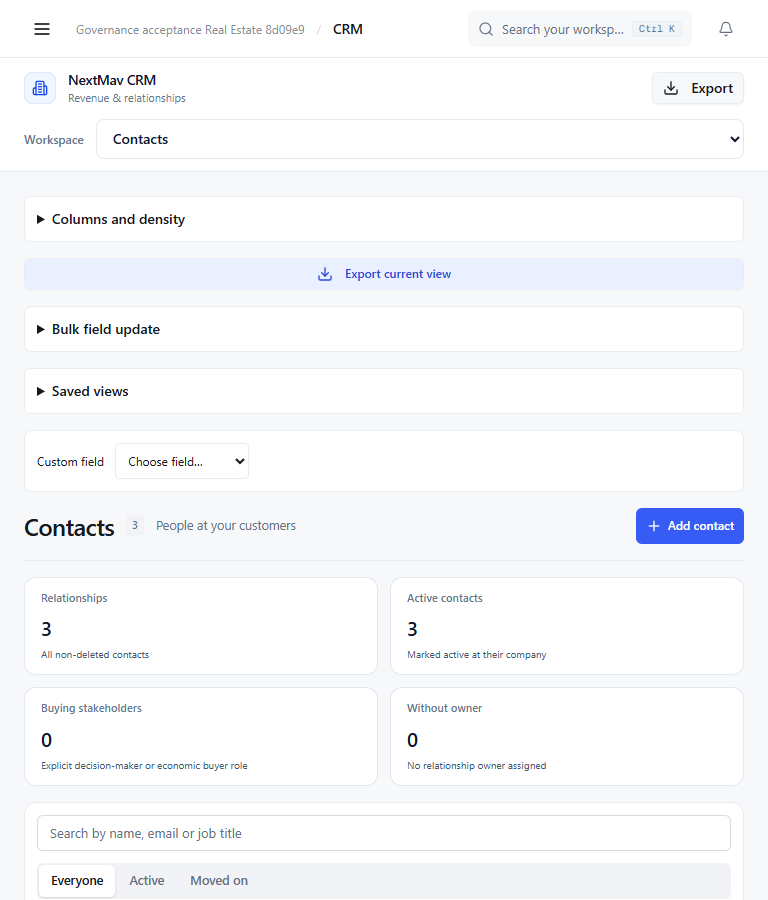 Governance acceptance Real Estate 8d09e9 / CRM
Search your worksp... Ctrl K
NextMav CRM
Revenue & relationships
Export
Workspace
Contacts
Columns and density
Export current view
Bulk field update
Saved views
Custom field
Choose field...
Contacts 3 People at your customers
Add contact
Relationships
3
All non-deleted contacts
Active contacts
3
Marked active at their company
Buying stakeholders
0
Explicit decision-maker or economic buyer role
Without owner
0
No relationship owner assigned
Search by name, email or job title
Everyone Active Moved on